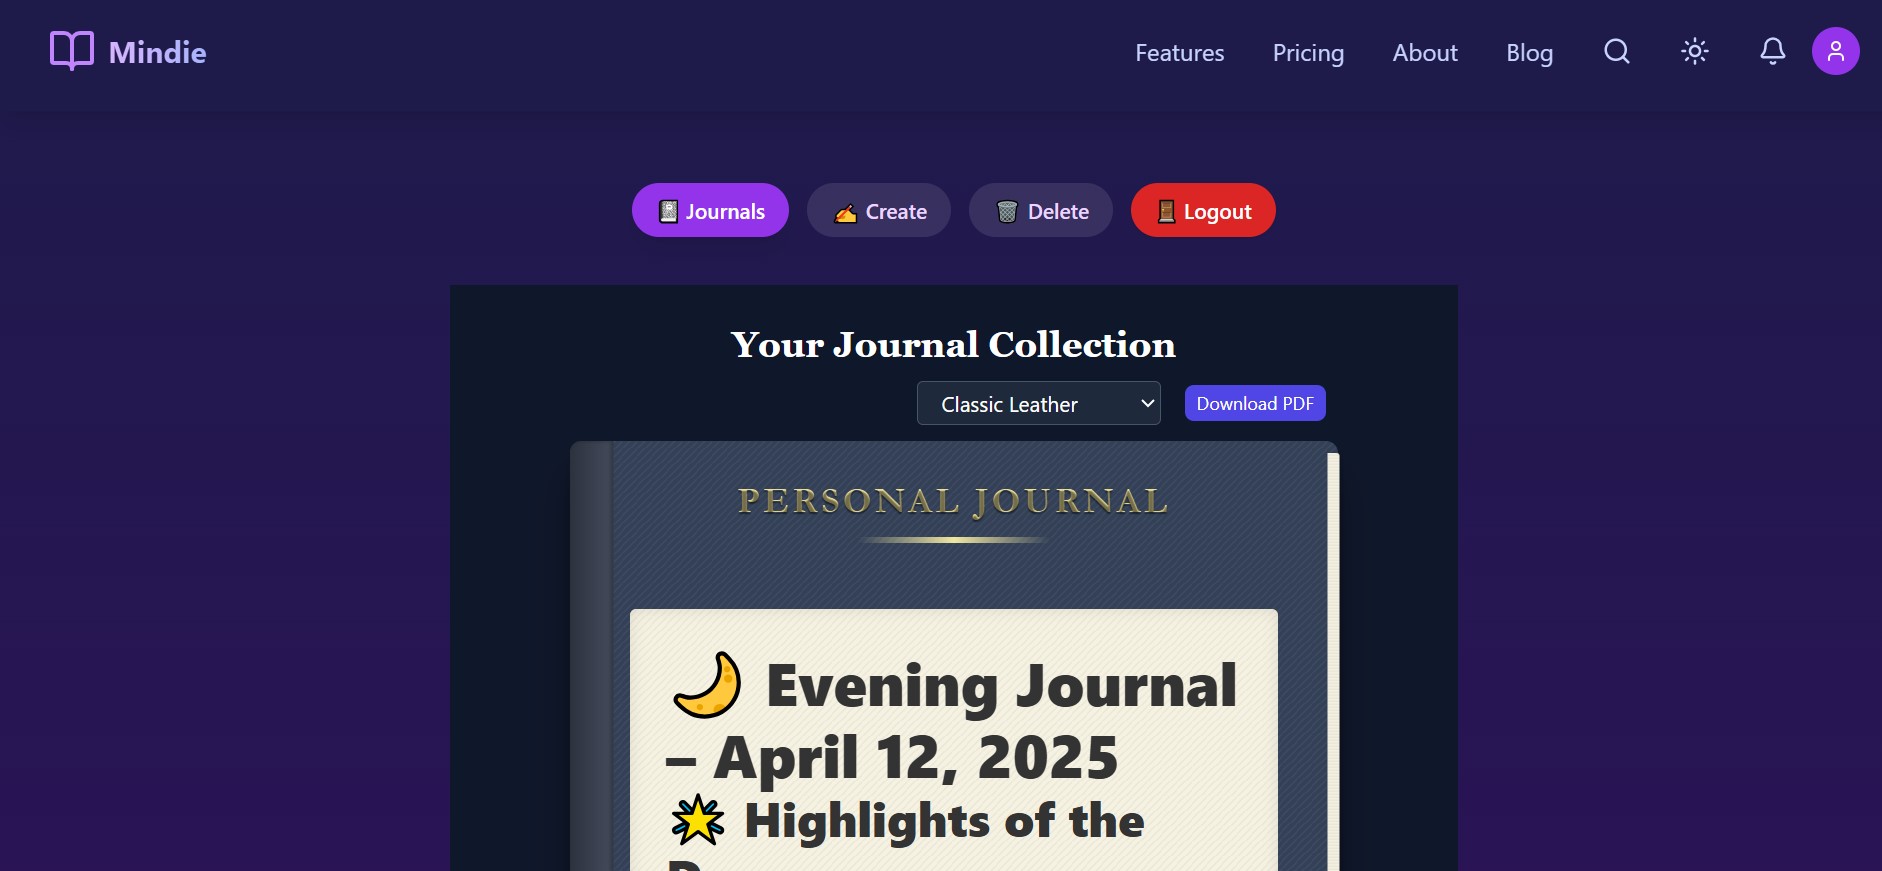 Mindie
Features
Pricing
About
Blog
Journals
Create
Delete
Logout
Your Journal Collection
Classic Leather
Download PDF
PERSONAL JOURNAL
🌙 Evening Journal
– April 12, 2025
🌟 Highlights of the